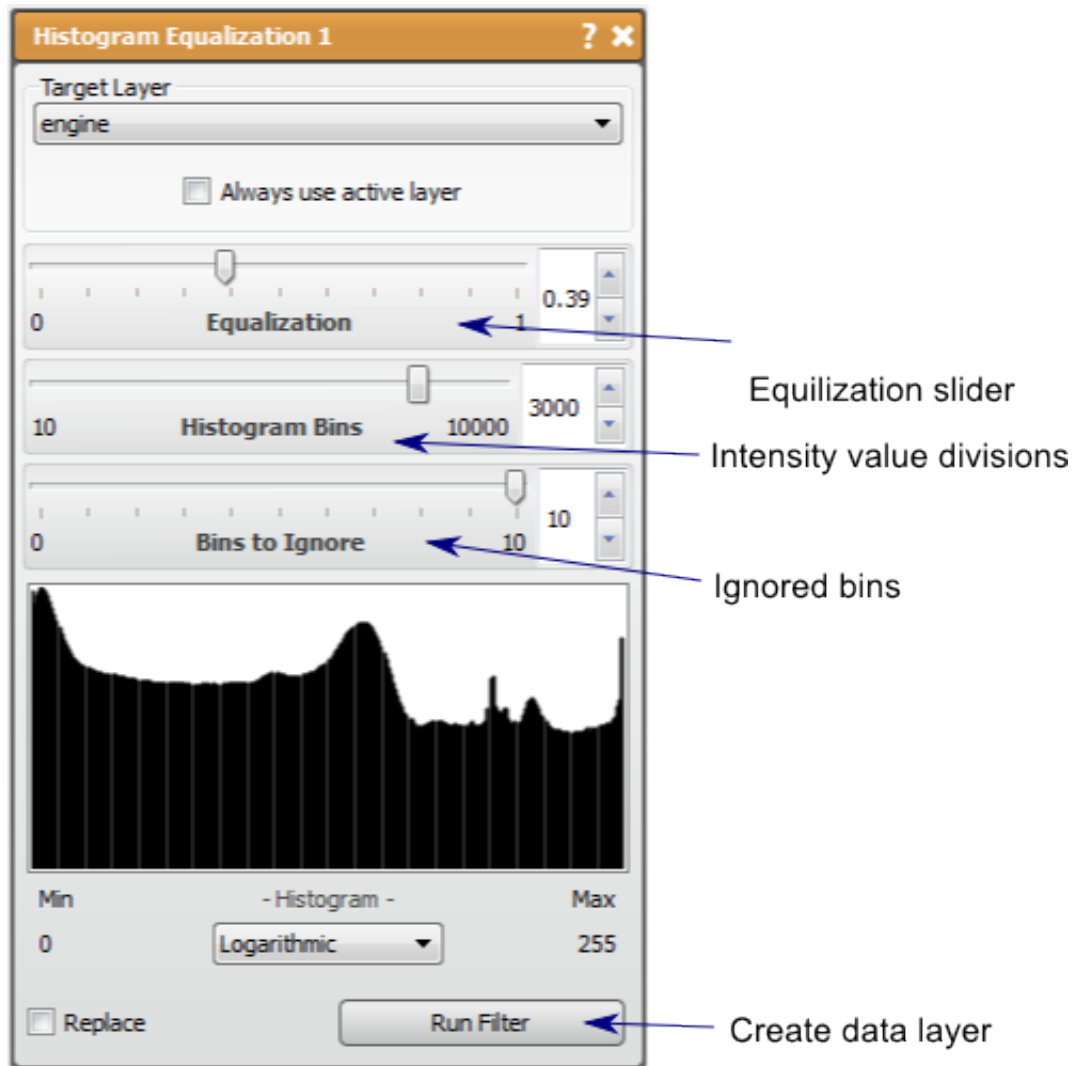 Histogram Equalization 1 ? ×
Target Layer
engine
Always use active layer
0.39
0 Equalization 1
Equilization slider
3000
10 Histogram Bins 10000
Intensity value divisions
10
0 Bins to Ignore 10
Ignored bins
Min - Histogram - Max
0 Logarithmic 255
Replace Run Filter
Create data layer